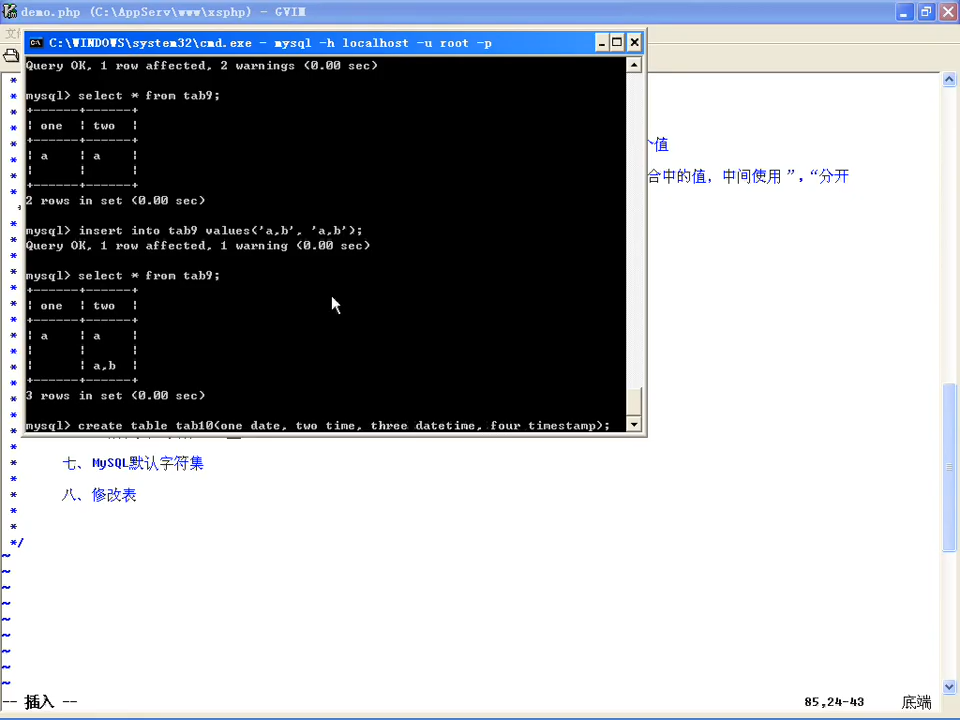 demo.php (C:\AppServ\www\xsphp) - GVIM
C:\WINDOWS\system32\cmd.exe - mysql -h localhost -u root -p
Query OK, 1 row affected, 2 warnings (0.00 sec)
mysql> select * from tab9;
+------+------+
| one | two |
+------+------+
| a | a |
| | |
+------+------+
2 rows in set (0.00 sec)
mysql> insert into tab9 values('a,b', 'a,b');
Query OK, 1 row affected, 1 warning (0.00 sec)
mysql> select * from tab9;
+------+------+
| one | two |
+------+------+
| a | a |
| | |
| | a,b |
+------+------+
3 rows in set (0.00 sec)
mysql> create table tab10(one date, two time, three datetime, four timestamp);
值
合中的值, 中间使用 ”, “分开
* 七、MySQL默认字符集
* 八、修改表
*
*
*/
~
~
~
~
~
~
~
~
~
-- 插入 --
85,24-43
底端